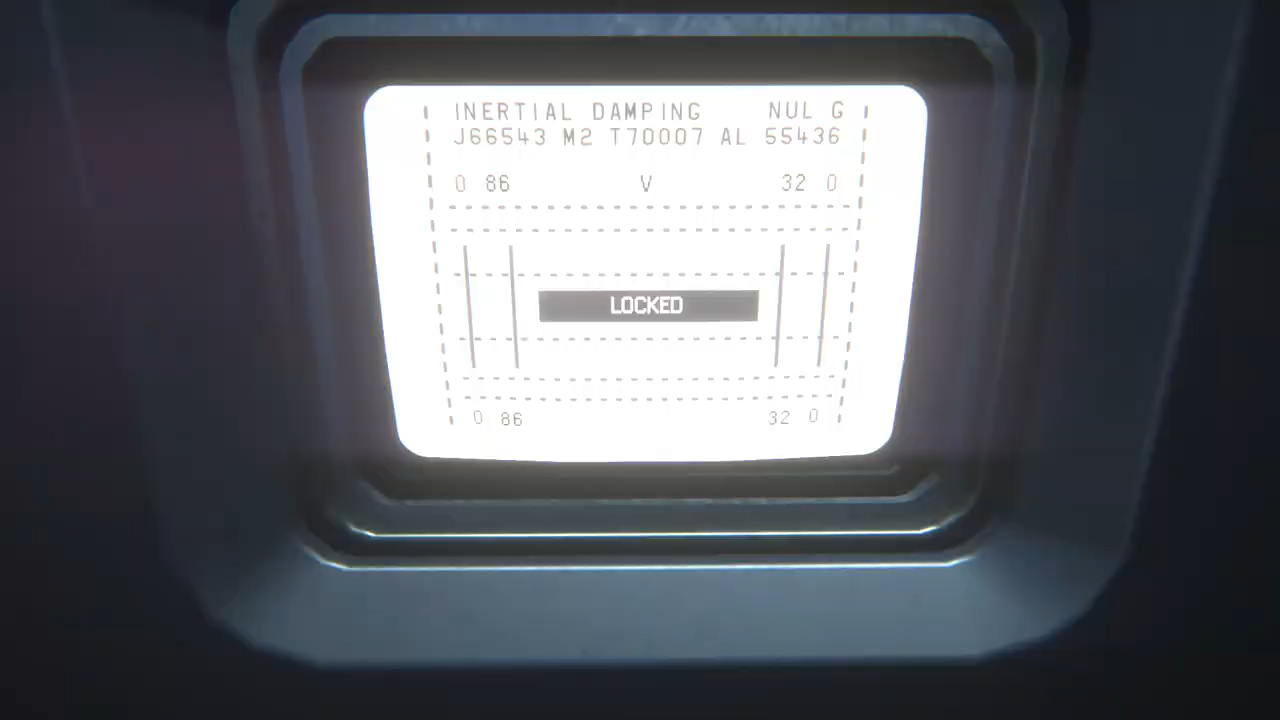 INERTIAL DAMPING NUL G
J66543 M2 T70007 AL 55436
0 86 V 32 0
LOCKED
0 86 32 0